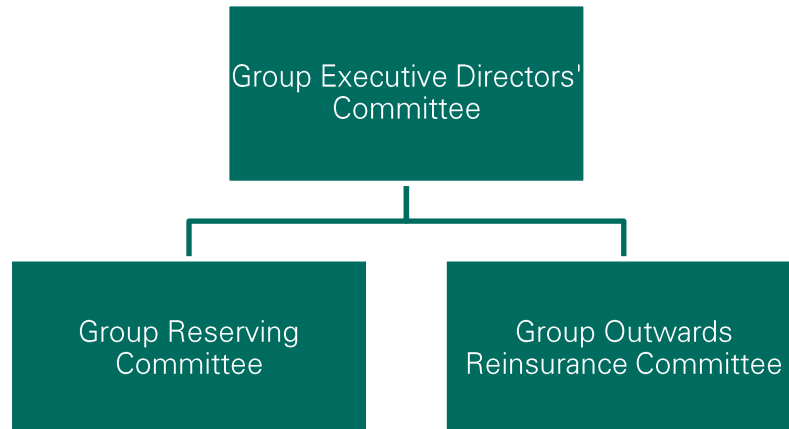 Group Executive Directors'
Committee
Group Reserving
Committee
Group Outwards
Reinsurance Committee